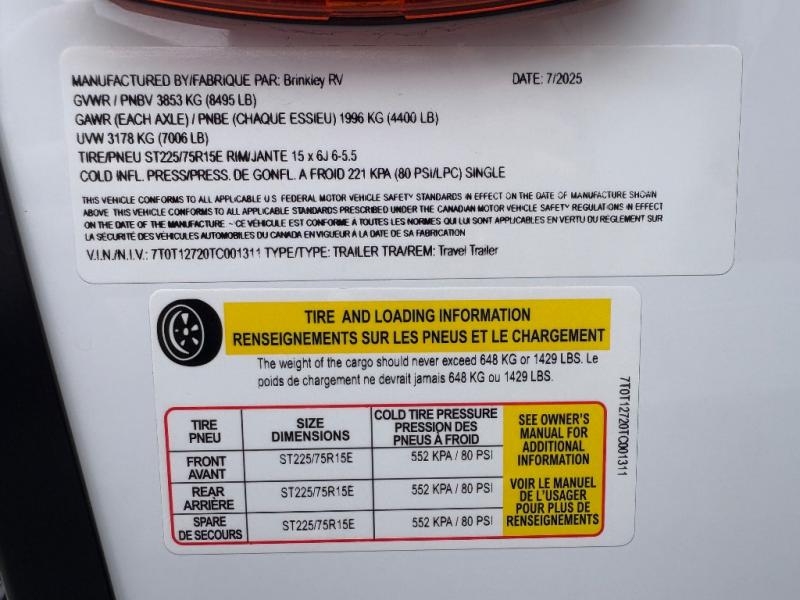 MANUFACTURED BY/FABRIQUE PAR: Brinkley RV DATE: 7/2025
GVWR / PNBV 3853 KG (8495 LB)
GAWR (EACH AXLE) / PNBE (CHAQUE ESSIEU) 1996 KG (4400 LB)
UVW 3178 KG (7006 LB)
TIRE/PNEU ST225/75R15E RIM/JANTE 15 x 6J 6-5.5
COLD INFL. PRESS/PRESS. DE GONFL. A FROID 221 KPA (80 PSI/LPC) SINGLE
THIS VEHICLE CONFORMS TO ALL APPLICABLE U.S. FEDERAL MOTOR VEHICLE SAFETY STANDARDS IN EFFECT ON THE DATE OF MANUFACTURE SHOWN
ABOVE THIS VEHICLE CONFORMS TO ALL APPLICABLE STANDARDS PRESCRIBED UNDER THE CANADIAN MOTOR VEHICLE SAFETY REGULATIONS IN EFFECT
ON THE DATE OF THE MANUFACTURE ~ CE VÉHICULE EST CONFORME À TOUTES LES NORMES QUI LUI SONT APPLICABLES EN VERTU DU REGLEMENT SUR
LA SÉCURITÉ DES VEHICULES AUTOMOBILES DU CANADA EN VIGUEUR À LA DATE DE SA FABRICATION
V.I.N./N.I.V.: 7T0T12720TC001311 TYPE/TYPE: TRAILER TRA/REM: Travel Trailer
TIRE AND LOADING INFORMATION
RENSEIGNEMENTS SUR LES PNEUS ET LE CHARGEMENT
The weight of the cargo should never exceed 648 KG or 1429 LBS. Le
poids de chargement ne devrait jamais 648 KG ou 1429 LBS.
TIRE
PNEU
SIZE
DIMENSIONS
COLD TIRE PRESSURE
PRESSION DES
PNEUS À FROID
FRONT
AVANT
ST225/75R15E
552 KPA / 80 PSI
REAR
ARRIÈRE
ST225/75R15E
552 KPA / 80 PSI
SPARE
DE SECOURS
ST225/75R15E
552 KPA / 80 PSI
SEE OWNER'S
MANUAL FOR
ADDITIONAL
INFORMATION
VOIR LE MANUEL
DE L'USAGER
POUR PLUS DE
RENSEIGNEMENTS
7T0T12720TC001311